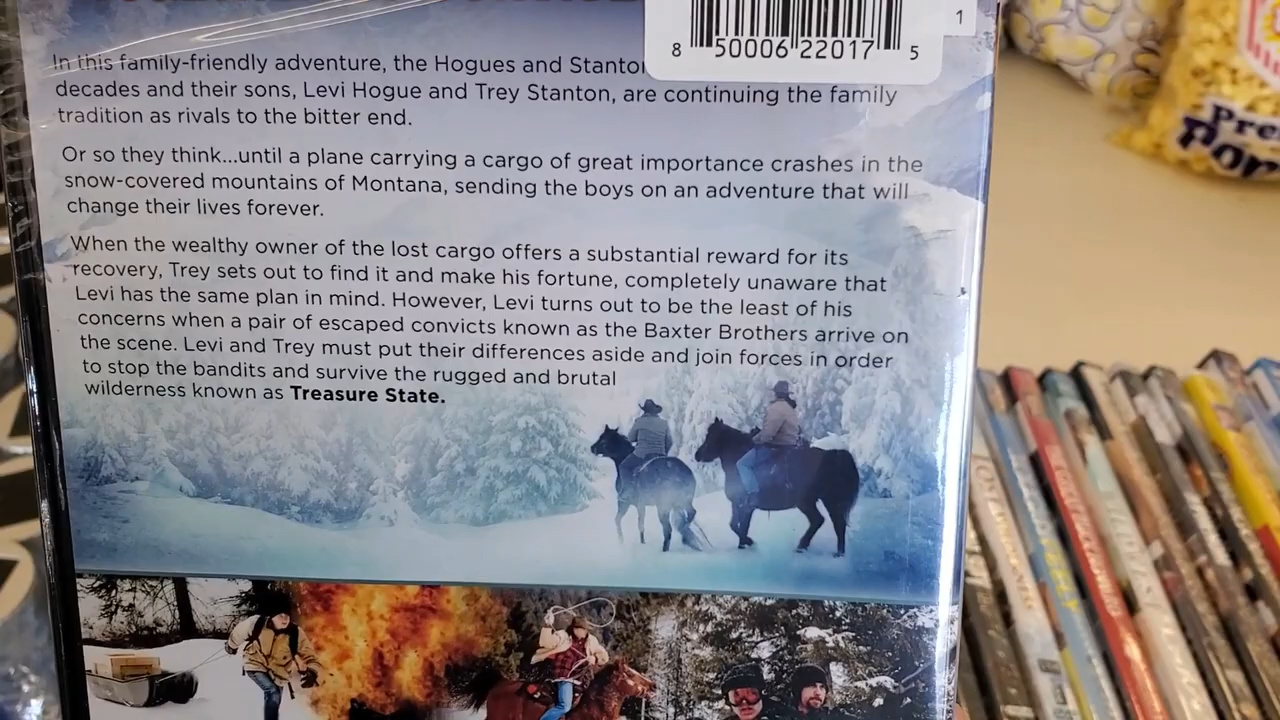 8 50006 22017 5
1
In this family-friendly adventure, the Hogues and Stanton
decades and their sons, Levi Hogue and Trey Stanton, are continuing the family
tradition as rivals to the bitter end.
Or so they think...until a plane carrying a cargo of great importance crashes in the
snow-covered mountains of Montana, sending the boys on an adventure that will
change their lives forever.
When the wealthy owner of the lost cargo offers a substantial reward for its
recovery, Trey sets out to find it and make his fortune, completely unaware that
Levi has the same plan in mind. However, Levi turns out to be the least of his
concerns when a pair of escaped convicts known as the Baxter Brothers arrive on
the scene. Levi and Trey must put their differences aside and join forces in order
to stop the bandits and survive the rugged and brutal
wilderness known as Treasure State.